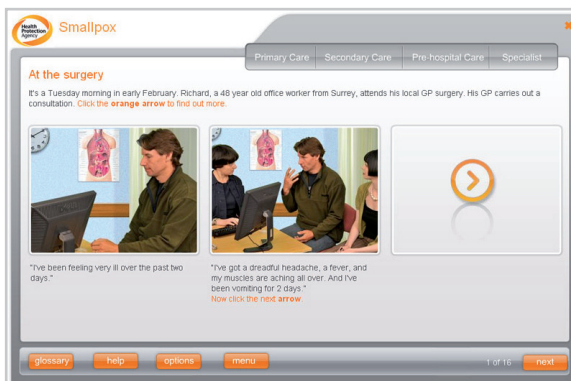 Health
Protection
Agency
Smallpox
Primary Care Secondary Care Pre-hospital Care Specialist
At the surgery
It's a Tuesday morning in early February. Richard, a 48 year old office worker from Surrey, attends his local GP surgery. His GP carries out a
consultation. Click the orange arrow to find out more.
"I've been feeling very ill over the past two
days."
"I've got a dreadful headache, a fever, and
my muscles are aching all over. And I've
been vomiting for 2 days."
Now click the next arrow.
glossary help options menu 1 of 16 next